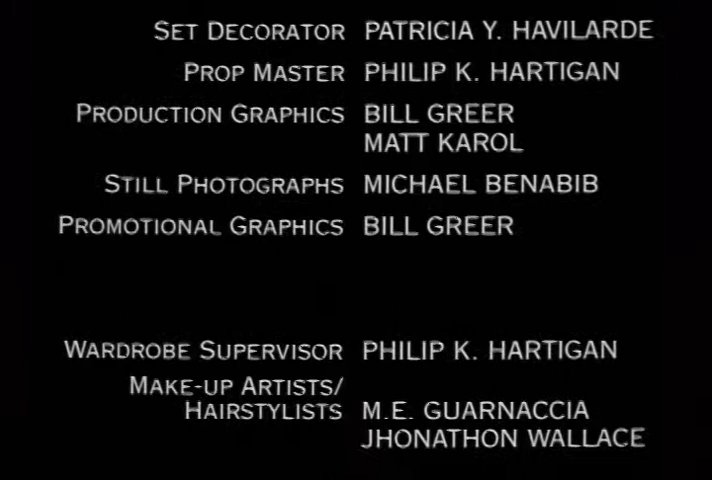 SET DECORATOR PATRICIA Y. HAVILARDE
PROP MASTER PHILIP K. HARTIGAN
PRODUCTION GRAPHICS BILL GREER
MATT KAROL
STILL PHOTOGRAPHS MICHAEL BENABIB
PROMOTIONAL GRAPHICS BILL GREER
WARDROBE SUPERVISOR PHILIP K. HARTIGAN
MAKE-UP ARTISTS/
HAIRSTYLISTS M.E. GUARNACCIA
JHONATHON WALLACE